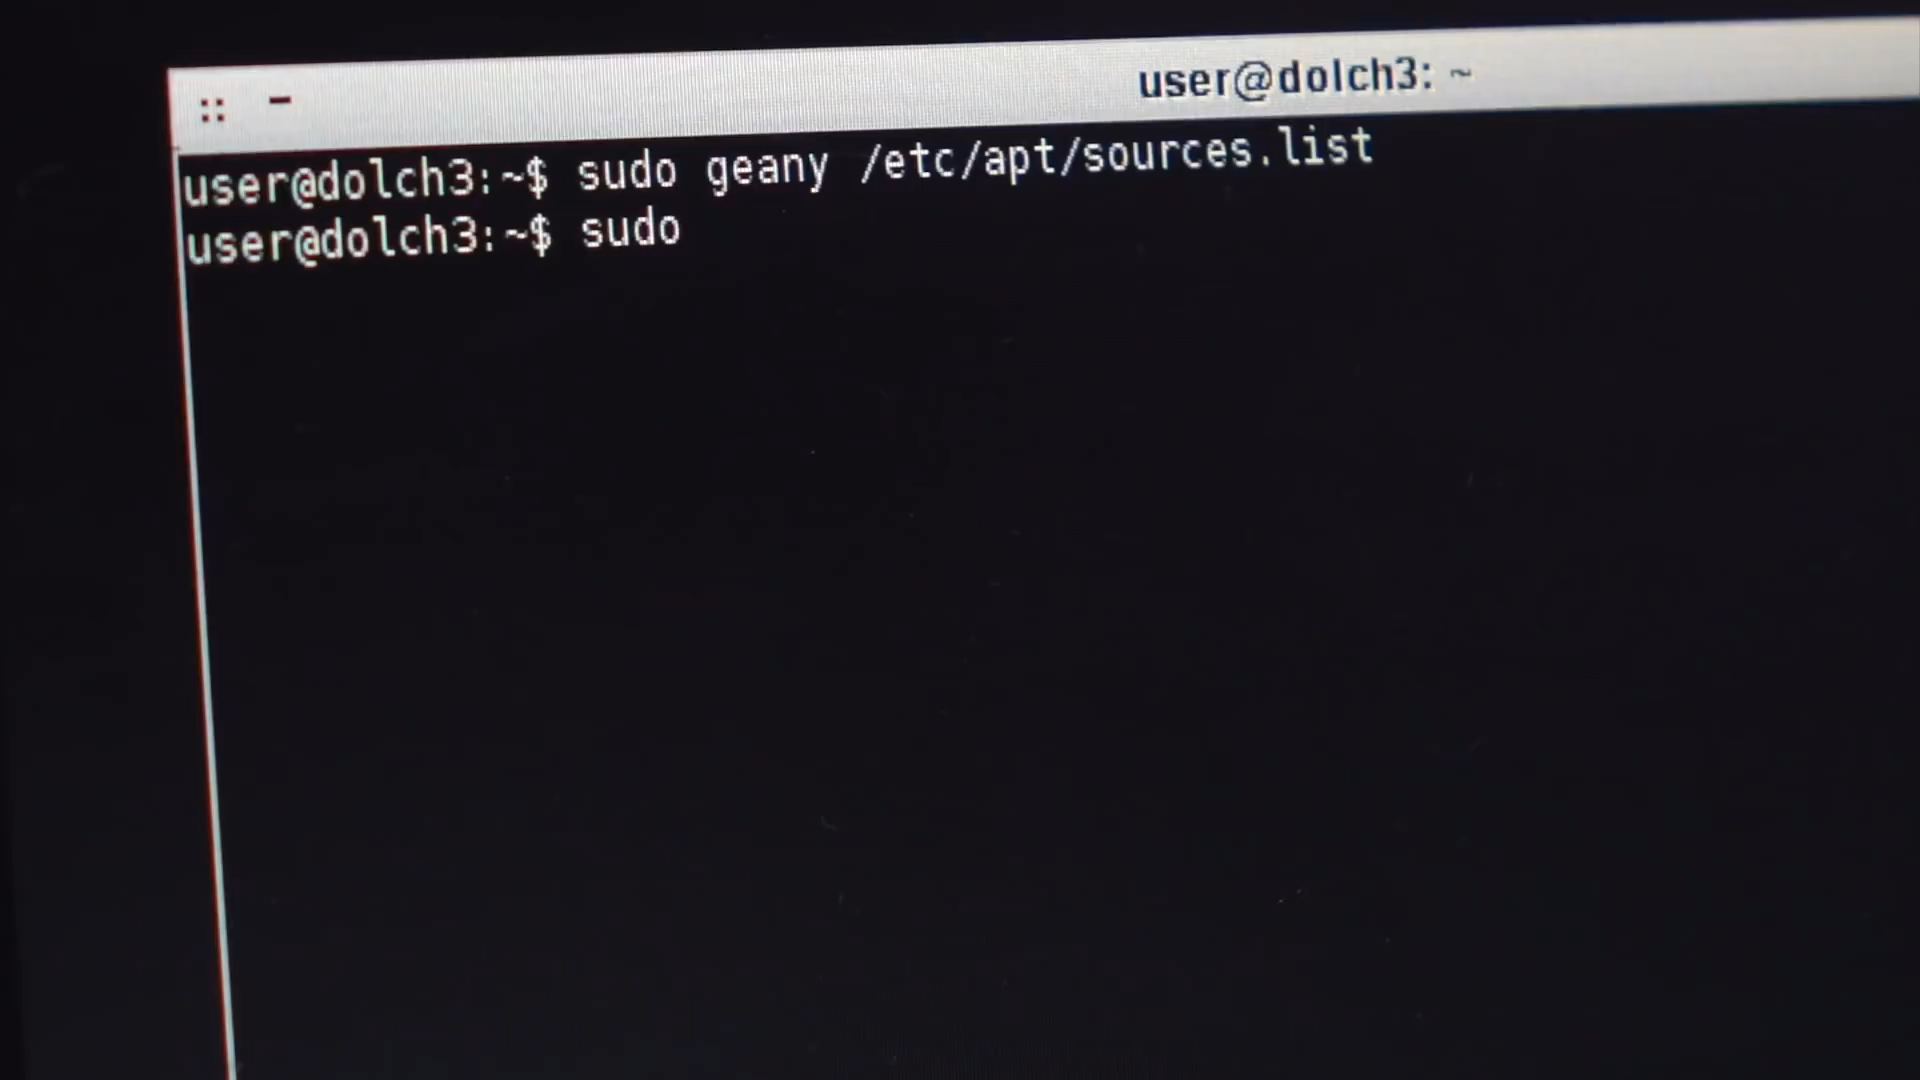 user@dolch3: ~
user@dolch3:~$ sudo geany /etc/apt/sources.list
user@dolch3:~$ sudo